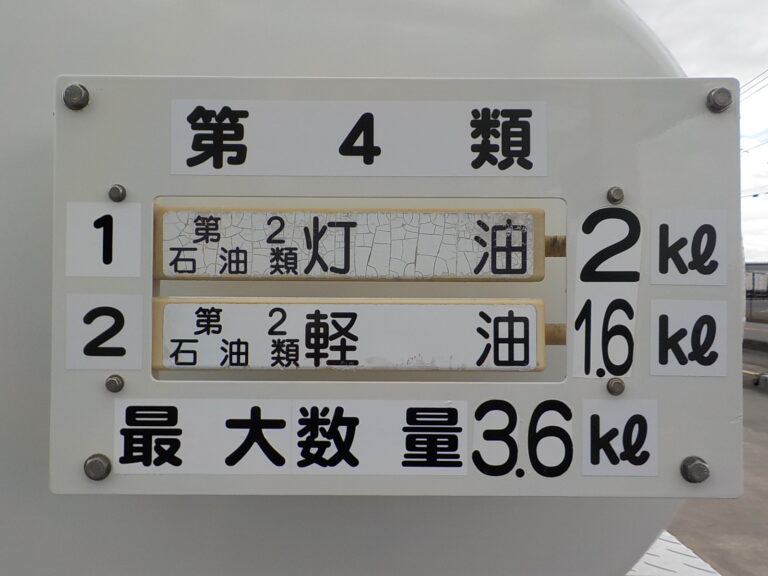 第 4 類
1 第2石油類 灯油 2 kℓ
2 第2石油類 軽油 1.6 kℓ
最大数量 3.6 kℓ